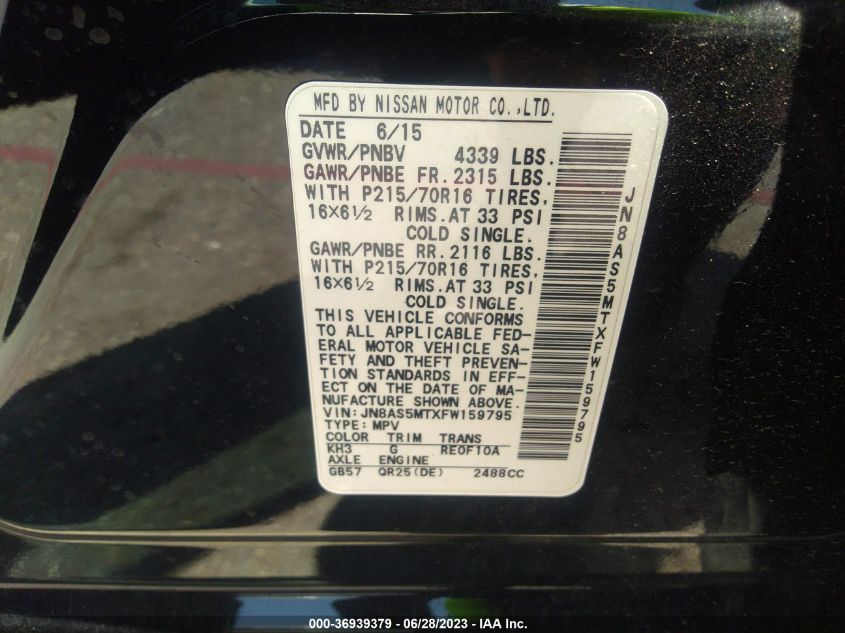 MFD BY NISSAN MOTOR CO.,LTD.
DATE 6/15
GVWR/PNBV 4339 LBS.
GAWR/PNBE FR. 2315 LBS.
WITH P215/70R16 TIRES,
16×6½ RIMS.AT 33 PSI
COLD SINGLE.
GAWR/PNBE RR. 2116 LBS.
WITH P215/70R16 TIRES,
16×6½ RIMS.AT 33 PSI
COLD SINGLE.
THIS VEHICLE CONFORMS
TO ALL APPLICABLE FED-
ERAL MOTOR VEHICLE SA-
FETY AND THEFT PREVEN-
TION STANDARDS IN EFF-
ECT ON THE DATE OF MA-
NUFACTURE SHOWN ABOVE.
VIN: JN8AS5MTXFW159795
TYPE: MPV
COLOR TRIM TRANS
KH3 G RE0F10A
AXLE ENGINE
GB57 QR25(DE) 2488CC
JN8AS5MTXFW159795
000-36939379 - 06/28/2023 - IAA Inc.